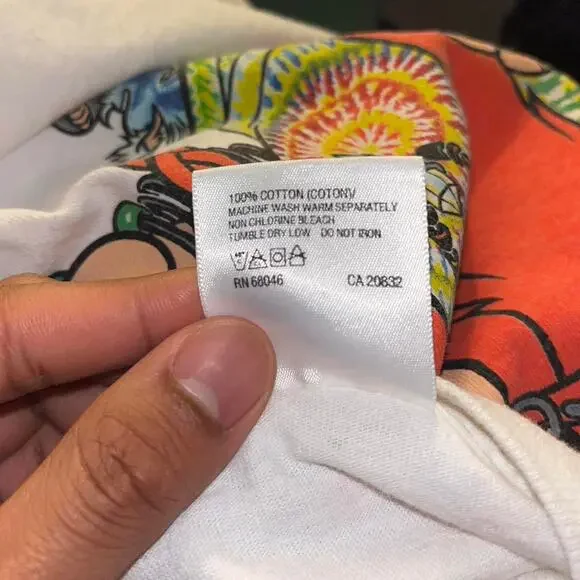 100% COTTON (COTON)/
MACHINE WASH WARM SEPARATELY
NON CHLORINE BLEACH
TUMBLE DRY LOW DO NOT IRON
RN 68046 CA 20832